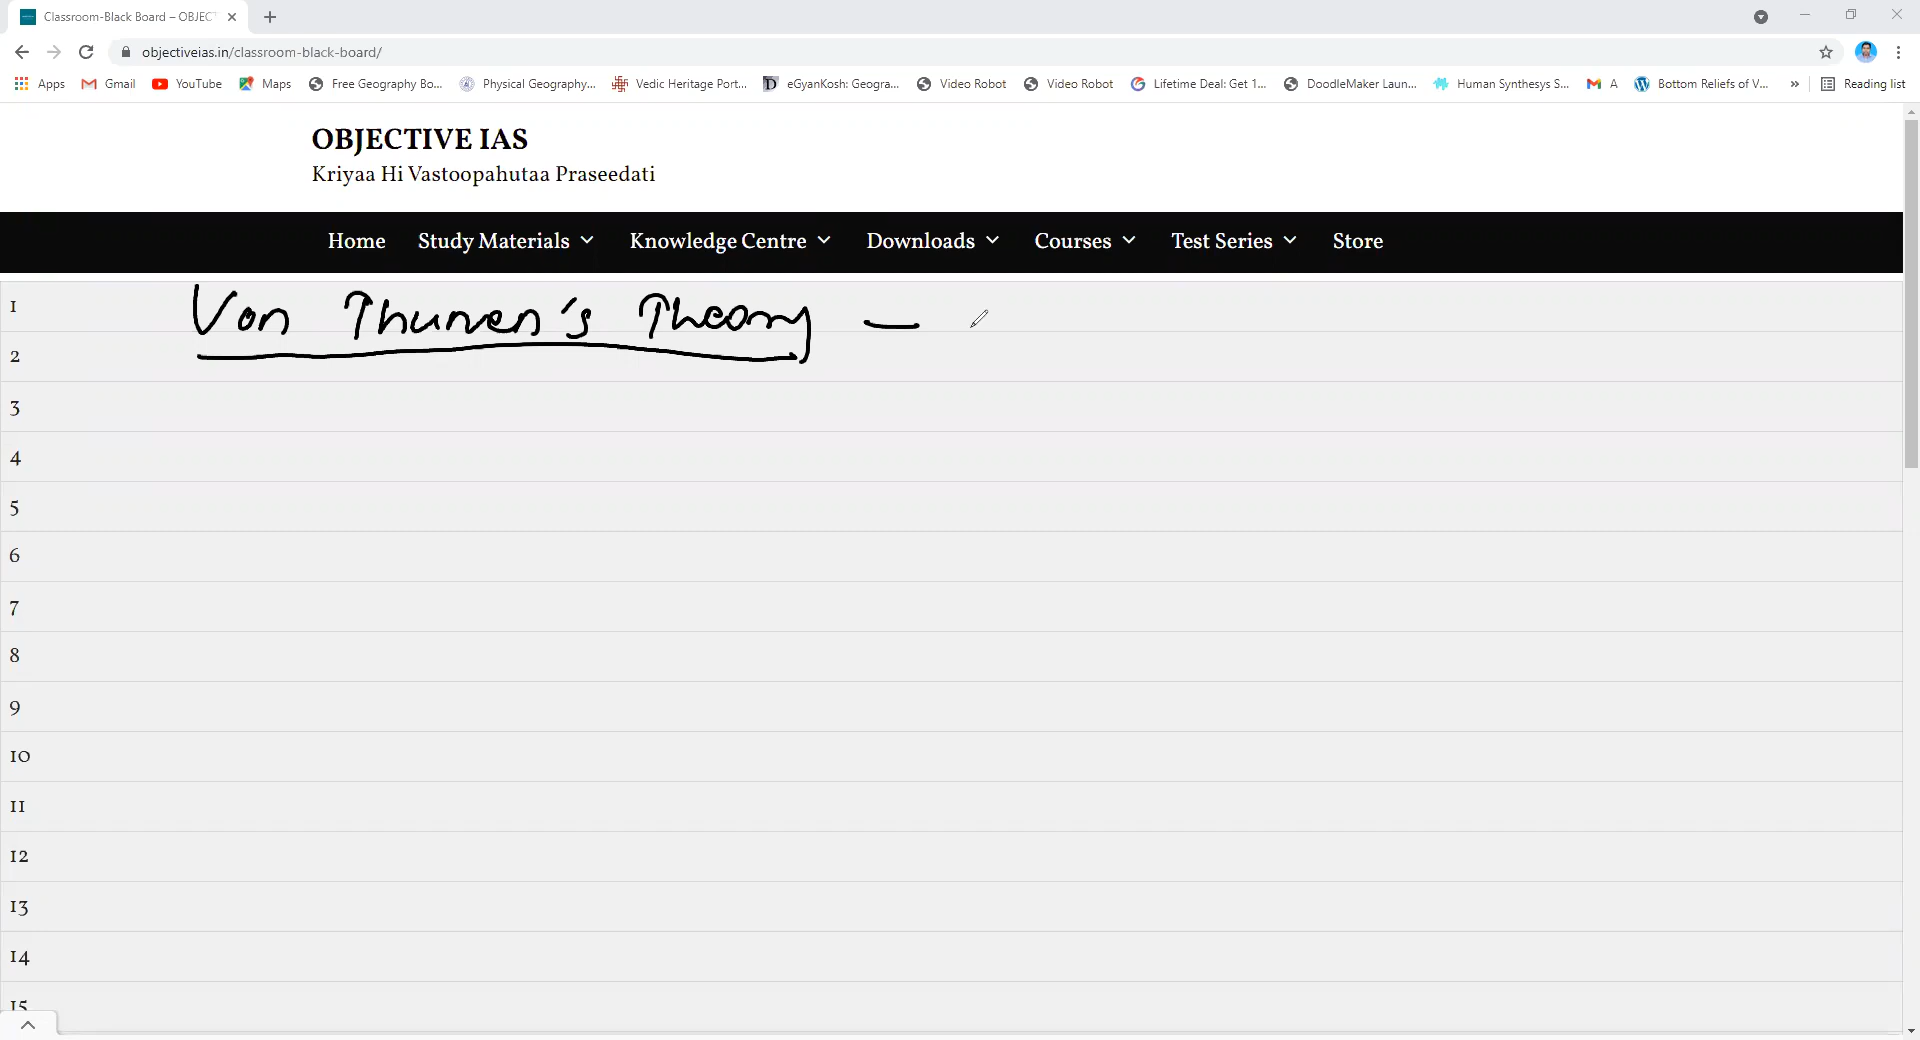 Classroom-Black Board – OBJEC
objectiveias.in/classroom-black-board/
Apps Gmail YouTube Maps Free Geography Bo... Physical Geography... Vedic Heritage Port... eGyanKosh: Geogra... Video Robot Video Robot Lifetime Deal: Get 1... DoodleMaker Laun... Human Synthesys S... A Bottom Reliefs of V... » Reading list
OBJECTIVE IAS
Kriyaa Hi Vastoopahutaa Praseedati
Home Study Materials Knowledge Centre Downloads Courses Test Series Store
1 Von Thunen's Theory —
2
3
4
5
6
7
8
9
10
11
12
13
14
15